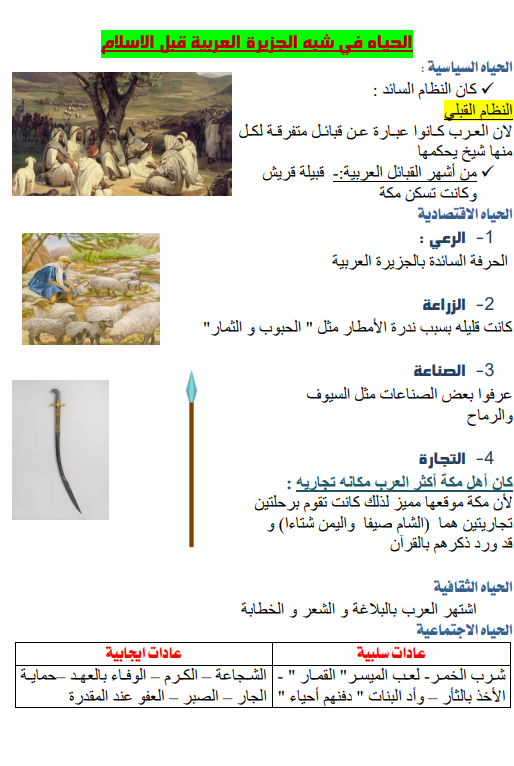 الحياه في شبه الجزيرة العربية قبل الاسلام
الحياه السياسية :
✓ كان النظام السائد :
النظام القبلي
لان العرب كانوا عبارة عن قبائل متفرقة لكل
منها شيخ يحكمها
✓ من أشهر القبائل العربية:- قبيلة قريش
وكانت تسكن مكة
الحياه الاقتصادية
1- الرعي :
الحرفة السائدة بالجزيرة العربية
2- الزراعة
كانت قليله بسبب ندرة الأمطار مثل " الحبوب و الثمار"
3- الصناعة
عرفوا بعض الصناعات مثل السيوف
والرماح
4- التجارة
كان أهل مكة أكثر العرب مكانه تجاريه :
لأن مكة موقعها مميز لذلك كانت تقوم برحلتين
تجاريتين هما (الشام صيفا واليمن شتاءا) و
قد ورد ذكرهم بالقرآن
الحياه الثقافية
اشتهر العرب بالبلاغة و الشعر و الخطابة
الحياه الاجتماعية
عادات سلبية
عادات ايجابية
شرب الخمر- لعب الميسر" القمار " -
الأخذ بالثأر – وأد البنات " دفنهم أحياء "
الشجاعة – الكرم – الوفاء بالعهد –حماية
الجار – الصبر – العفو عند المقدرة